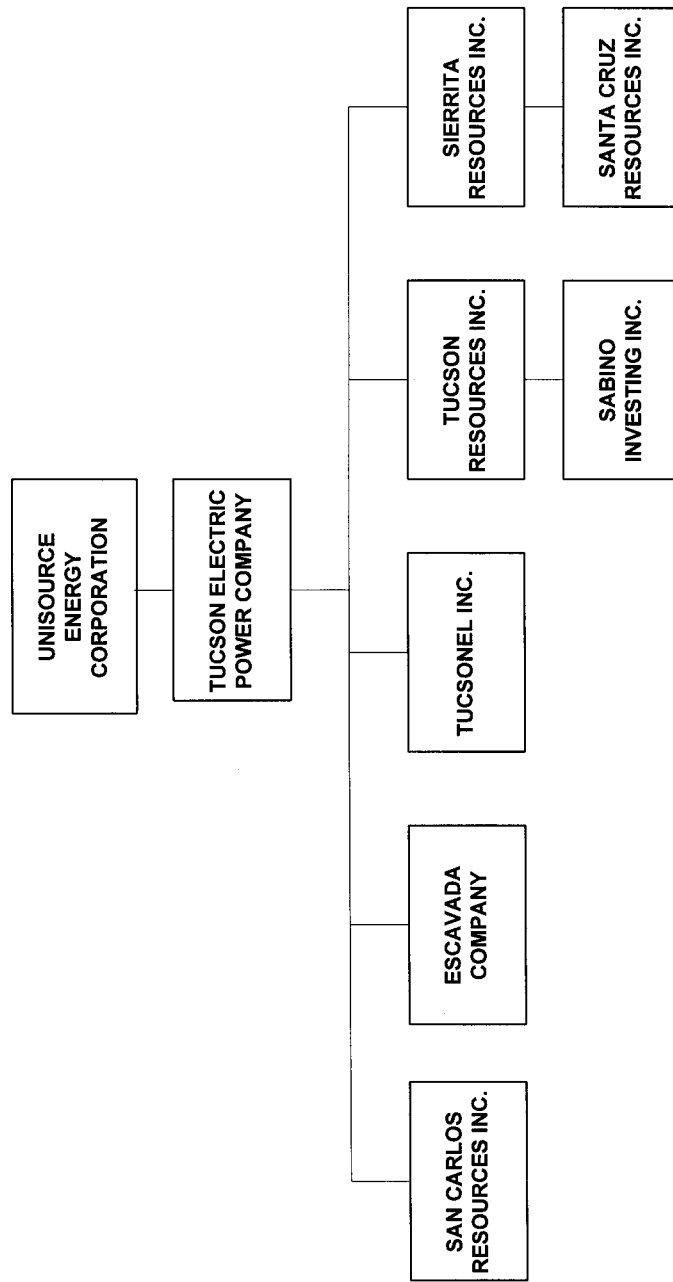 UNISOURCE
ENERGY
CORPORATION
TUCSON ELECTRIC
POWER COMPANY
SAN CARLOS
RESOURCES INC.
ESCAVADA
COMPANY
TUCSONEL INC.
TUCSON
RESOURCES INC.
SIERRITA
RESOURCES INC.
SABINO
INVESTING INC.
SANTA CRUZ
RESOURCES INC.